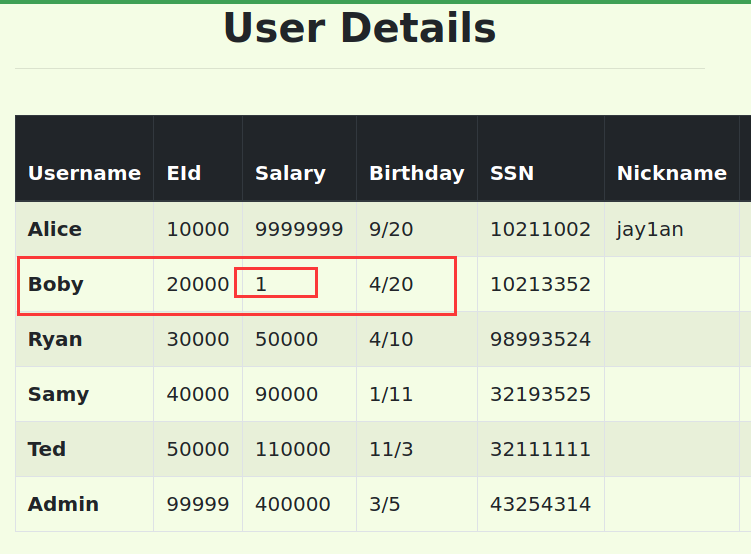 User Details
Username EId Salary Birthday SSN Nickname
Alice 10000 9999999 9/20 10211002 jay1an
Boby 20000 1 4/20 10213352
Ryan 30000 50000 4/10 98993524
Samy 40000 90000 1/11 32193525
Ted 50000 110000 11/3 32111111
Admin 99999 400000 3/5 43254314